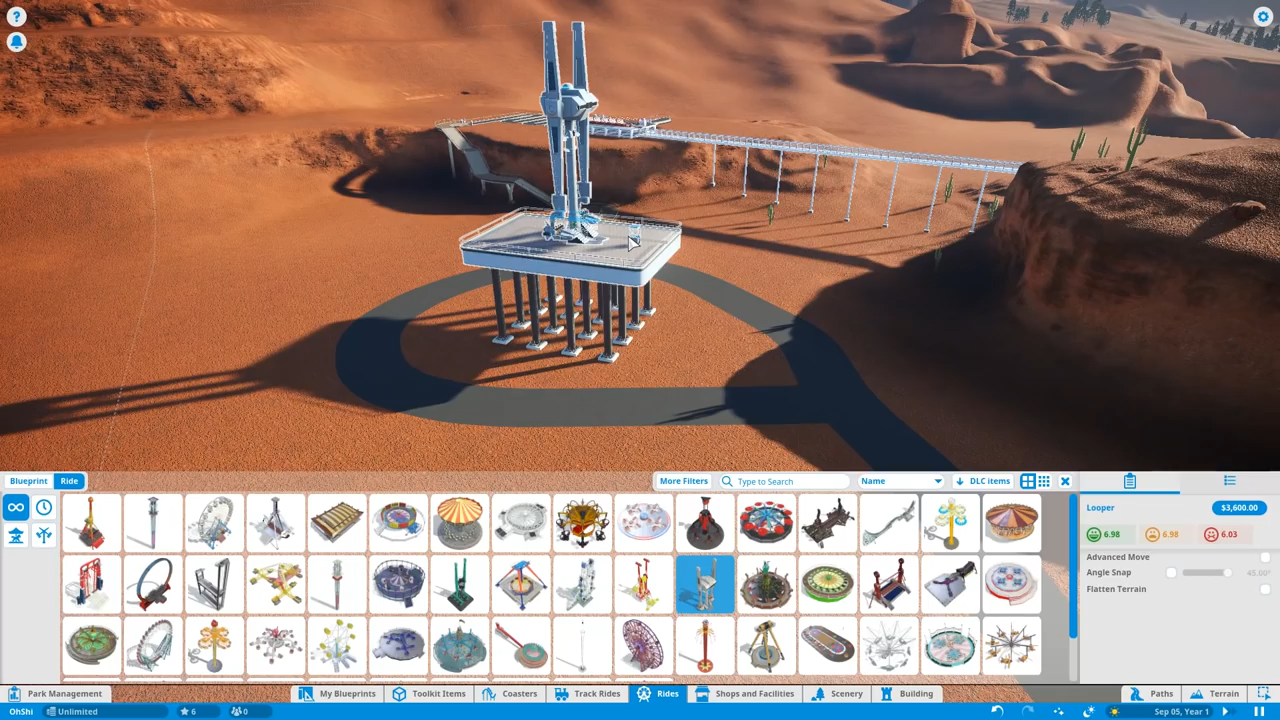 ?
Blueprint Ride More Filters Type to Search Name DLC items
Looper $3,600.00
6.98 6.98 6.03
Advanced Move
Angle Snap 45.00°
Flatten Terrain
Park Management My Blueprints Toolkit Items Coasters Track Rides Rides Shops and Facilities Scenery Building Paths Terrain
OhShi Unlimited 6 0 Sep 05, Year 1